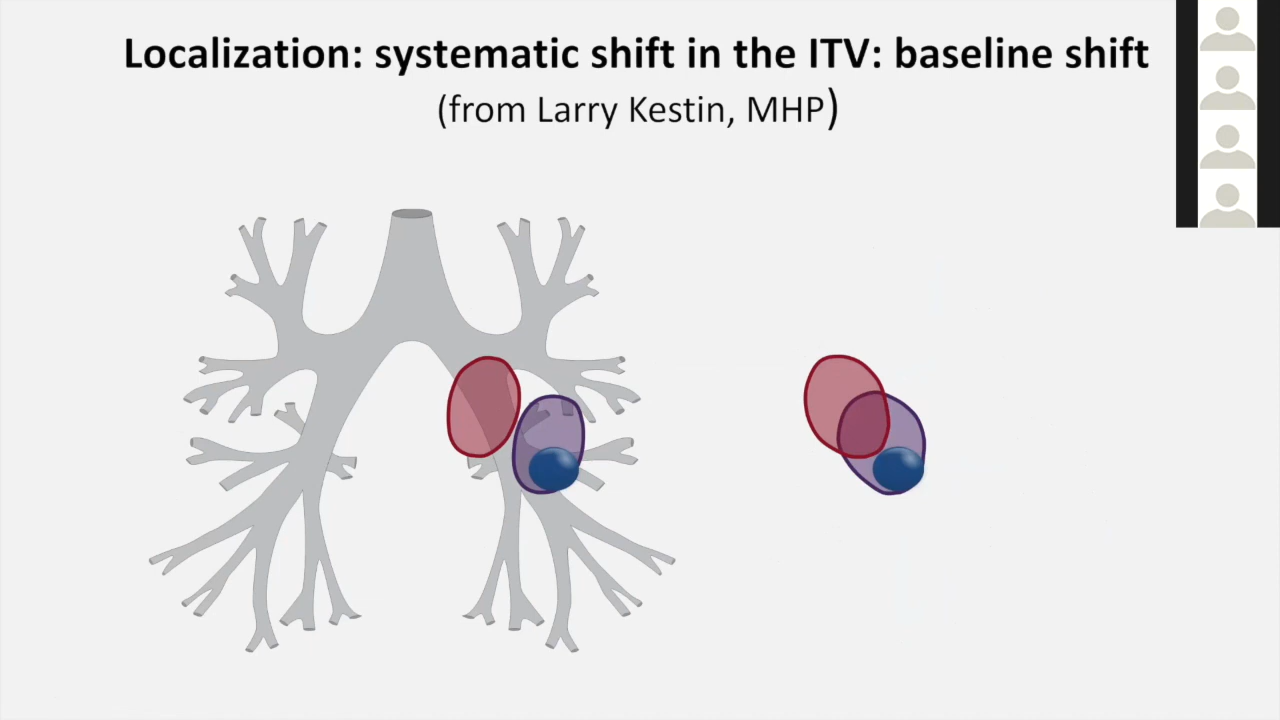 Localization: systematic shift in the ITV: baseline shift
(from Larry Kestin, MHP)